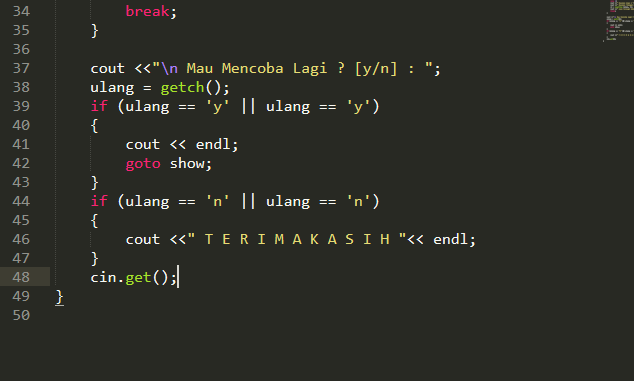 34 break;
35 }
36
37 cout <<"\n Mau Mencoba Lagi ? [y/n] : ";
38 ulang = getch();
39 if (ulang == 'y' || ulang == 'y')
40 {
41 cout << endl;
42 goto show;
43 }
44 if (ulang == 'n' || ulang == 'n')
45 {
46 cout <<" T E R I M A K A S I H "<< endl;
47 }
48 cin.get();
49 }
50